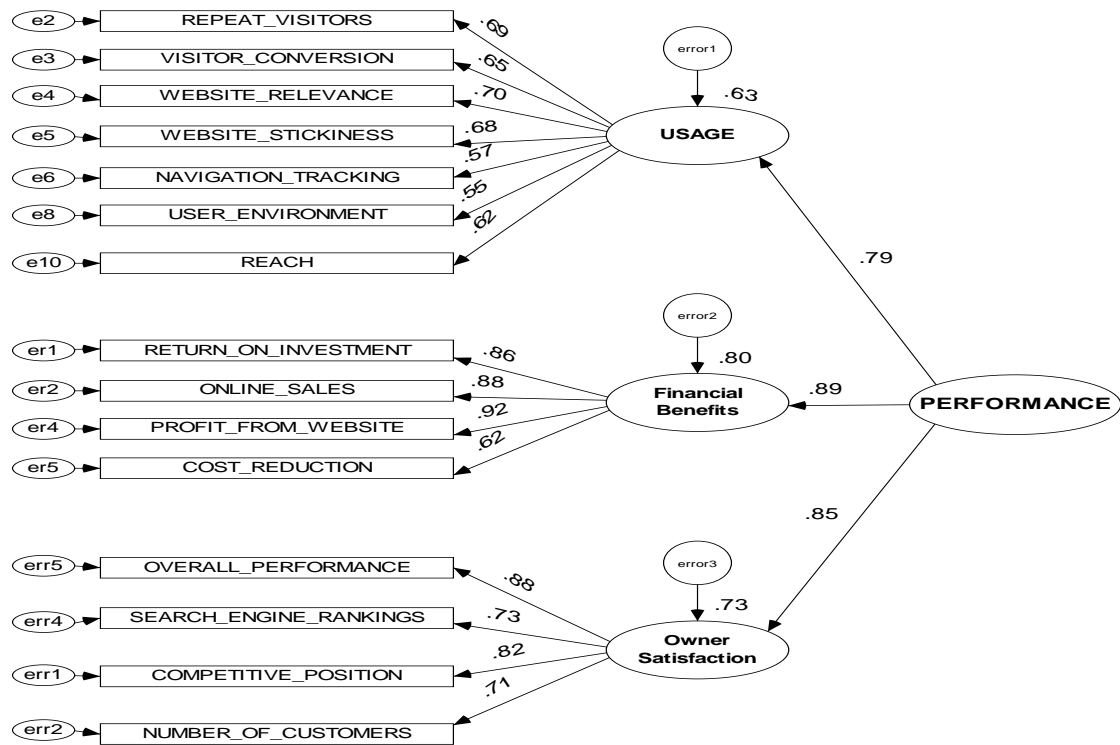 e2
REPEAT_VISITORS
.69
error1
e3
VISITOR_CONVERSION
.65
e4
WEBSITE_RELEVANCE
.70
.63
USAGE
e5
WEBSITE_STICKINESS
.68
e6
NAVIGATION_TRACKING
.57
e8
USER_ENVIRONMENT
.55
e10
REACH
.62
.79
error2
er1
RETURN_ON_INVESTMENT
.86
.80
er2
ONLINE_SALES
.88
Financial
Benefits
.89
PERFORMANCE
er4
PROFIT_FROM_WEBSITE
.92
er5
COST_REDUCTION
.62
.85
error3
err5
OVERALL_PERFORMANCE
.88
.73
err4
SEARCH_ENGINE_RANKINGS
.73
Owner
Satisfaction
err1
COMPETITIVE_POSITION
.82
err2
NUMBER_OF_CUSTOMERS
.71